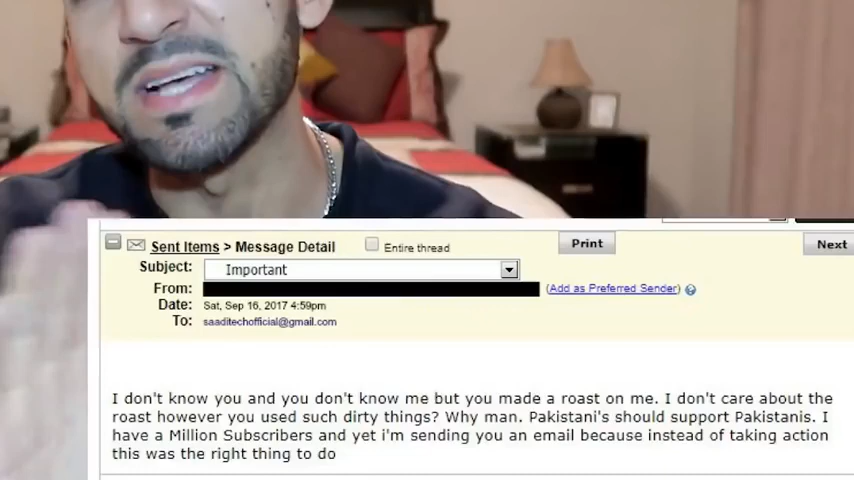 Sent Items > Message Detail Entire thread Print Next
Subject: Important
From: (Add as Preferred Sender)
Date: Sat, Sep 16, 2017 4:59pm
To: saaditechofficial@gmail.com
I don't know you and you don't know me but you made a roast on me. I don't care about the
roast however you used such dirty things? Why man. Pakistani's should support Pakistanis. I
have a Million Subscribers and yet i'm sending you an email because instead of taking action
this was the right thing to do